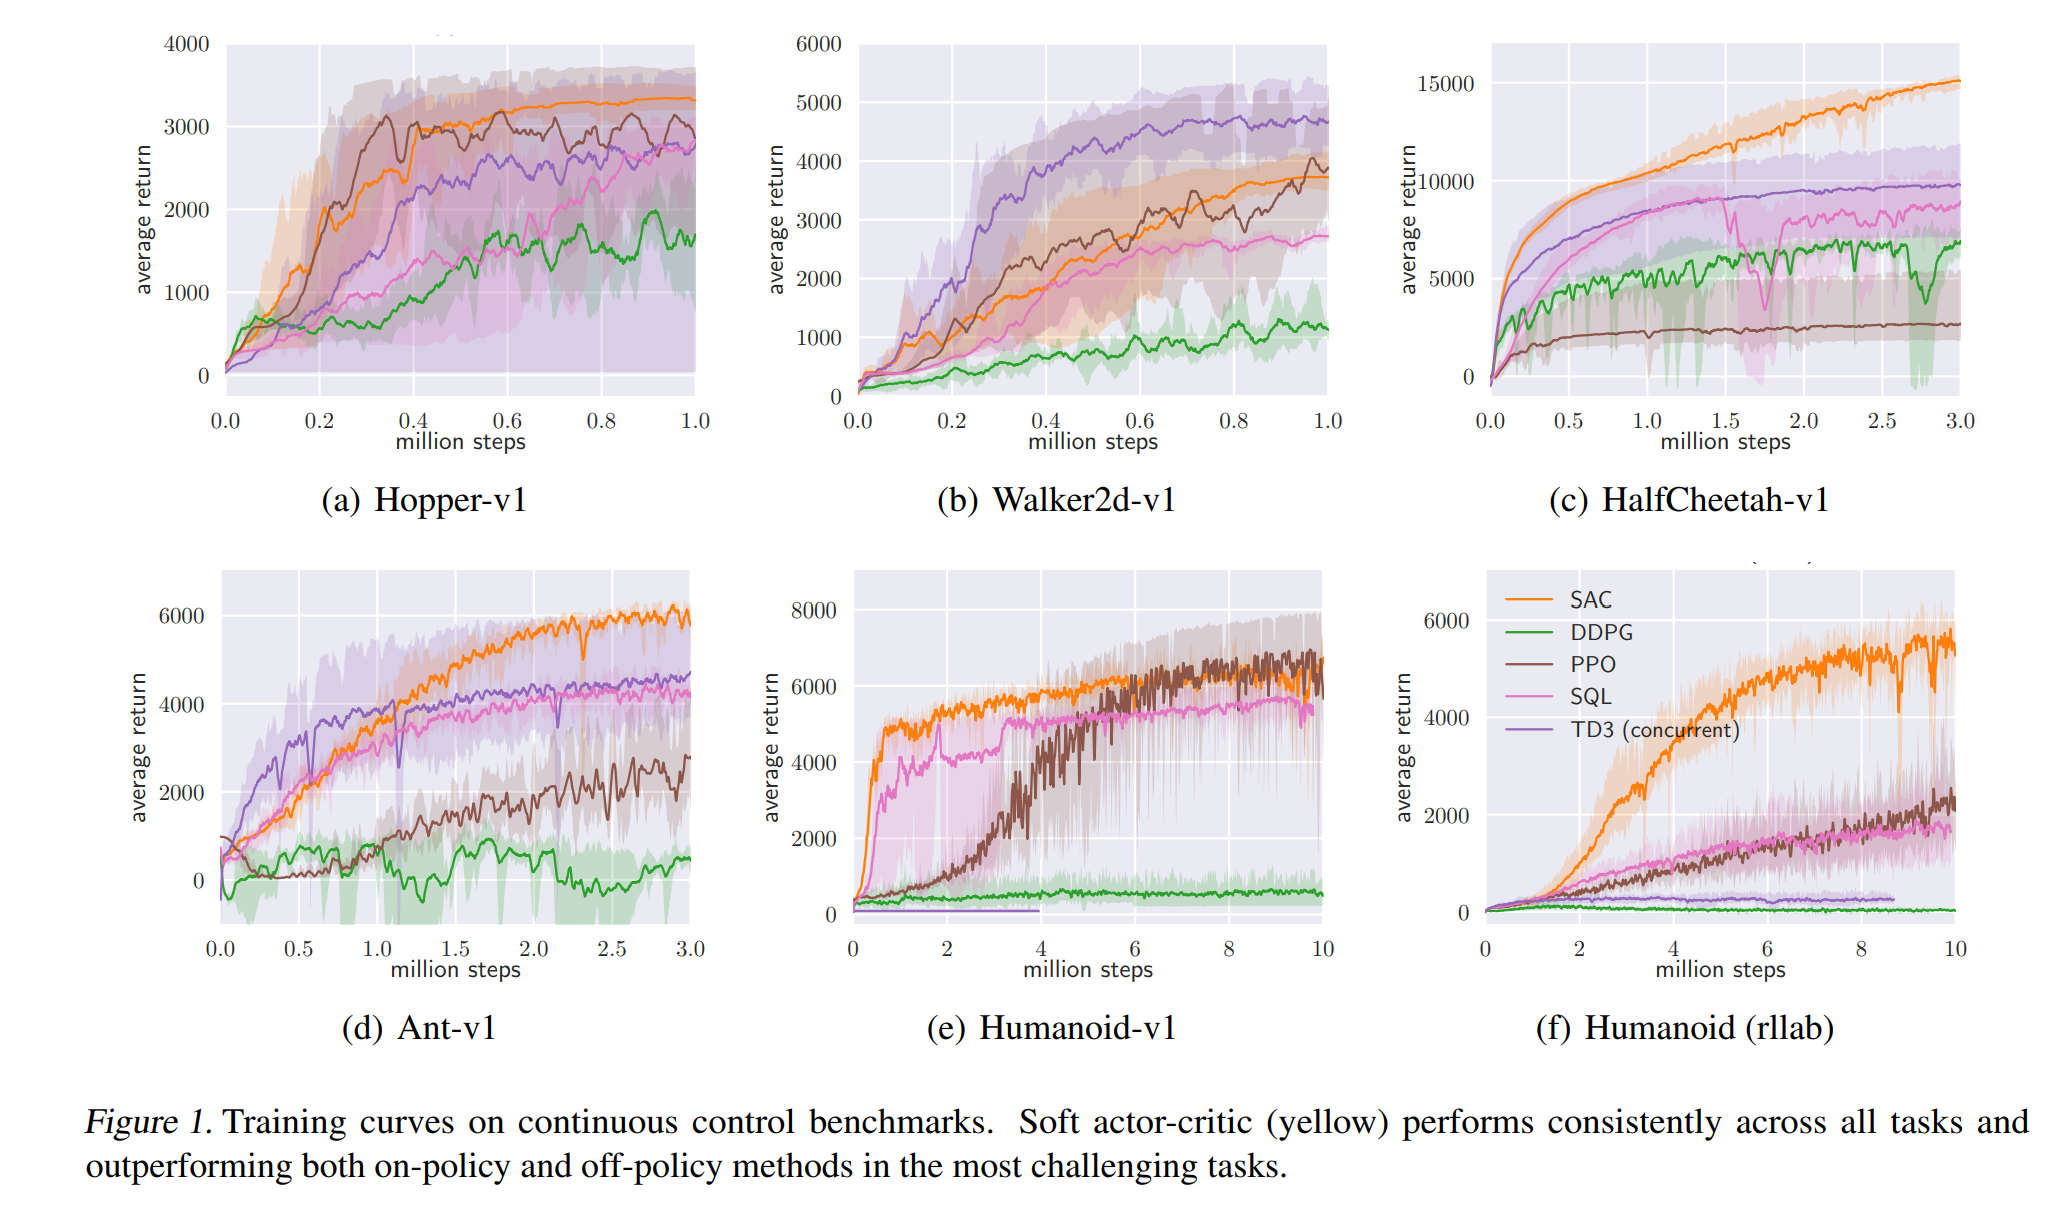 4000
3000
2000
1000
0
average return
0.0 0.2 0.4 0.6 0.8 1.0
million steps
(a) Hopper-v1
6000
5000
4000
3000
2000
1000
0
average return
0.0 0.2 0.4 0.6 0.8 1.0
million steps
(b) Walker2d-v1
15000
10000
5000
0
average return
0.0 0.5 1.0 1.5 2.0 2.5 3.0
million steps
(c) HalfCheetah-v1
6000
4000
2000
0
average return
0.0 0.5 1.0 1.5 2.0 2.5 3.0
million steps
(d) Ant-v1
8000
6000
4000
2000
0
average return
0 2 4 6 8 10
million steps
(e) Humanoid-v1
6000
4000
2000
0
average return
SAC
DDPG
PPO
SQL
TD3 (concurrent)
0 2 4 6 8 10
million steps
(f) Humanoid (rllab)
Figure 1. Training curves on continuous control benchmarks. Soft actor-critic (yellow) performs consistently across all tasks and
outperforming both on-policy and off-policy methods in the most challenging tasks.